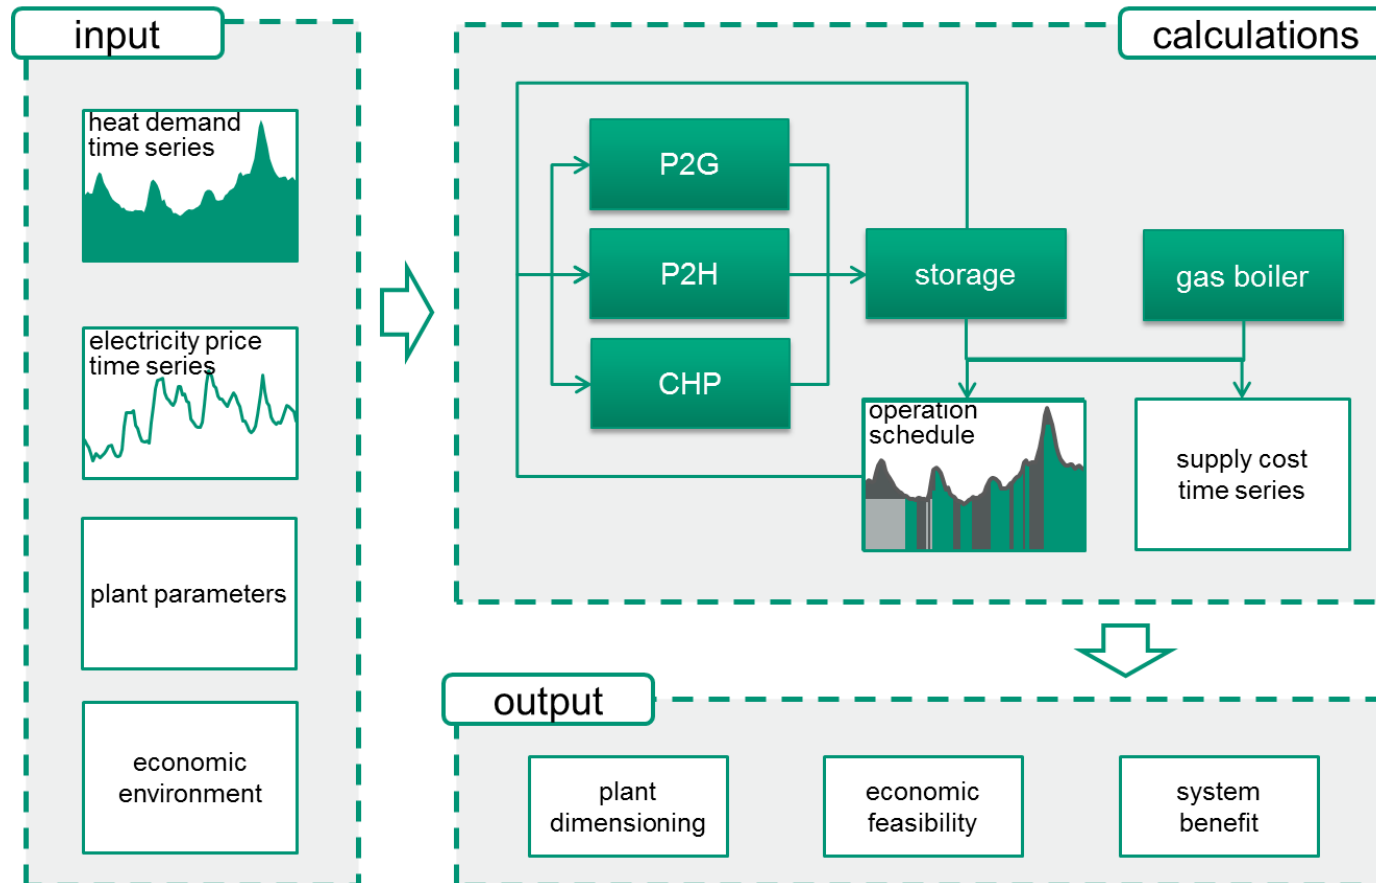 input
heat demand
time series
electricity price
time series
plant parameters
economic
environment
calculations
P2G
P2H
CHP
storage
gas boiler
operation
schedule
supply cost
time series
output
plant
dimensioning
economic
feasibility
system
benefit